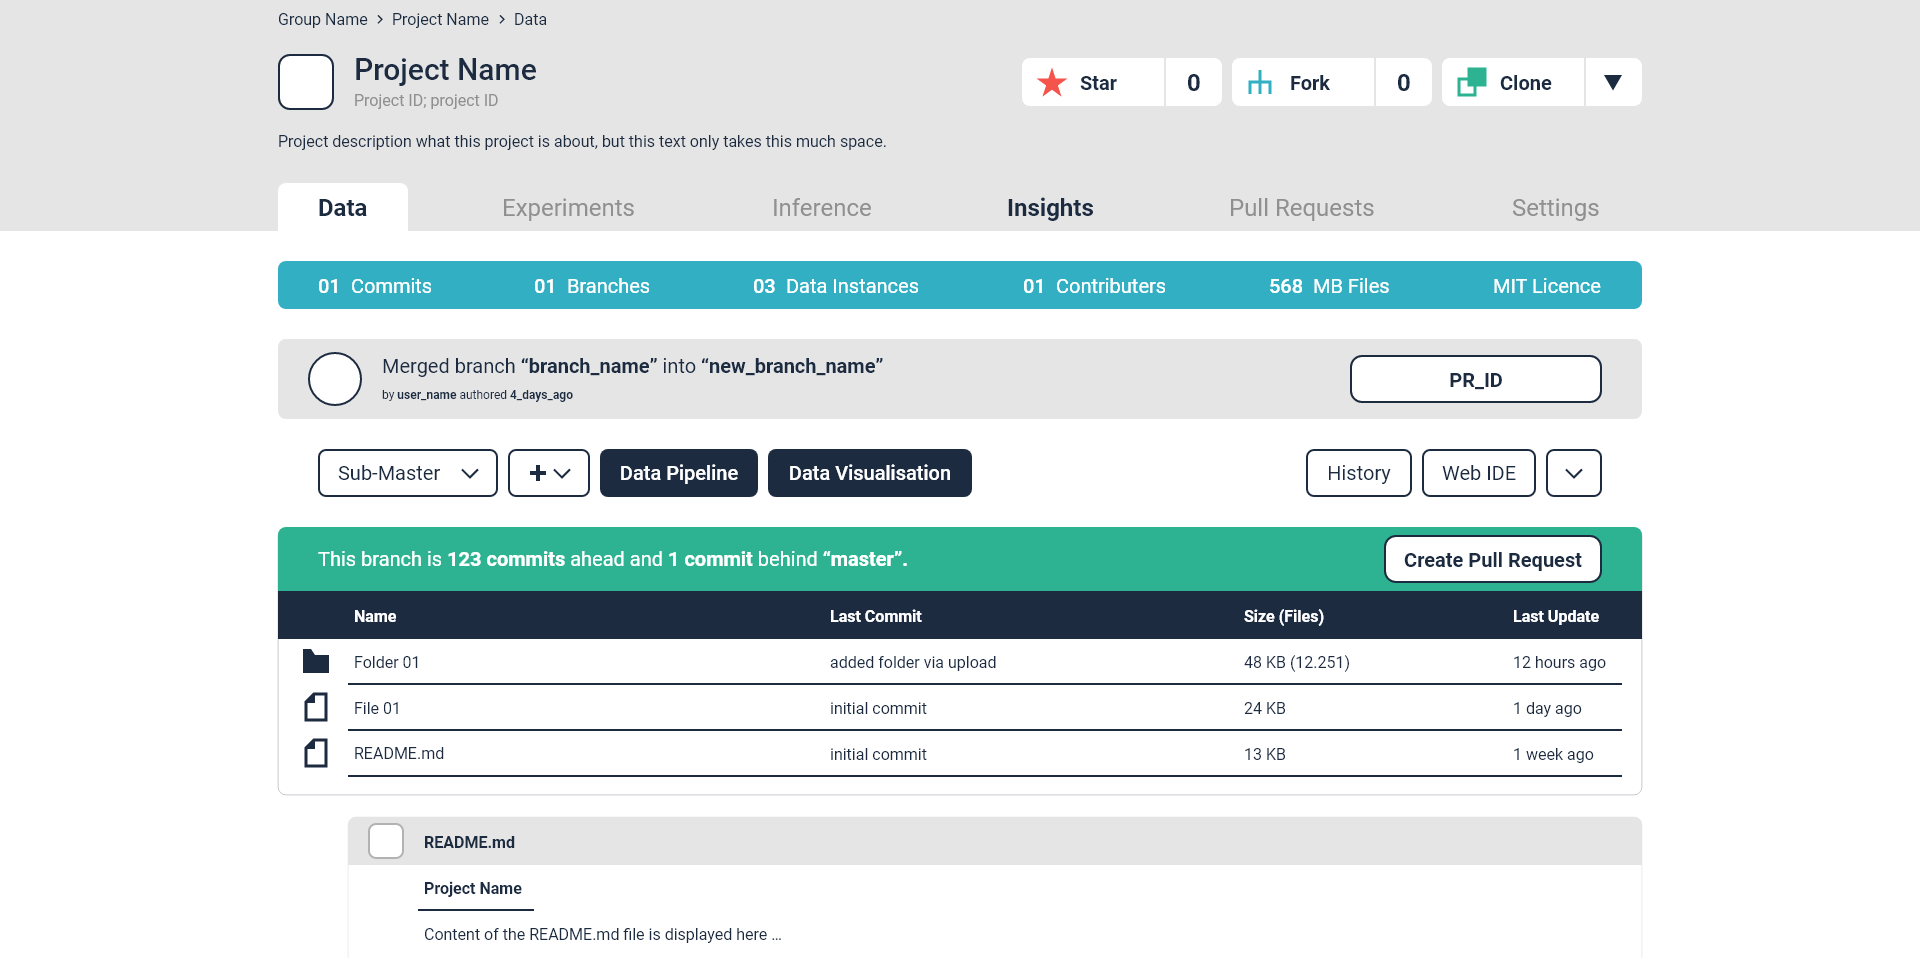 Group Name > Project Name > Data
Project Name
Project ID; project ID
Star 0 Fork 0 Clone
Project description what this project is about, but this text only takes this much space.
Data Experiments Inference Insights Pull Requests Settings
01 Commits 01 Branches 03 Data Instances 01 Contributers 568 MB Files MIT Licence
Merged branch “branch_name” into “new_branch_name”
by user_name authored 4_days_ago
PR_ID
Sub-Master Data Pipeline Data Visualisation History Web IDE
This branch is 123 commits ahead and 1 commit behind “master”.
Create Pull Request
Name Last Commit Size (Files) Last Update
Folder 01 added folder via upload 48 KB (12.251) 12 hours ago
File 01 initial commit 24 KB 1 day ago
README.md initial commit 13 KB 1 week ago
README.md
Project Name
Content of the README.md file is displayed here ...